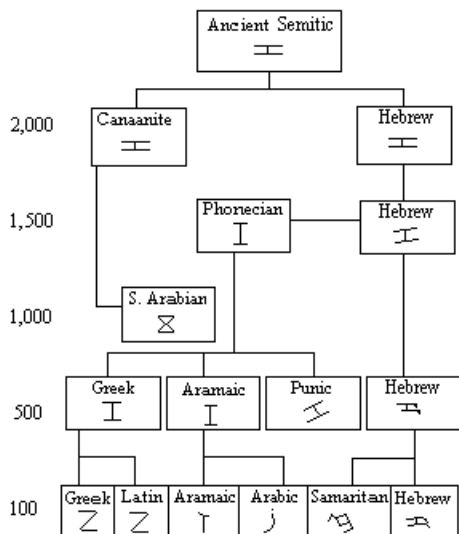 Ancient Semitic
2,000
Canaanite
Hebrew
1,500
Phonecian
Hebrew
S. Arabian
1,000
Greek
Aramaic
Punic
Hebrew
500
100
Greek
Latin
Aramaic
Arabic
Samaritan
Hebrew